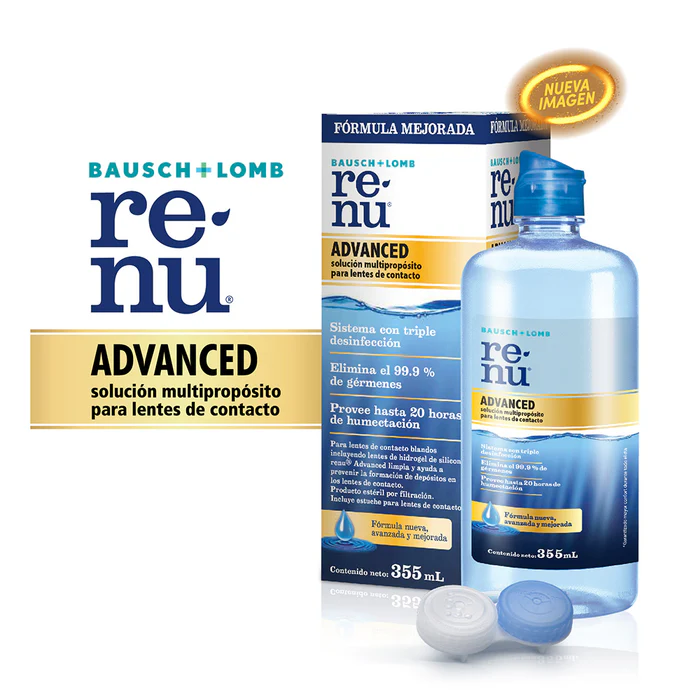 NUEVA
IMAGEN
BAUSCH+LOMB
re
nu®
ADVANCED
solución multipropósito
para lentes de contacto
FÓRMULA MEJORADA
BAUSCH+LOMB
re
nu®
ADVANCED
solución multipropósito
para lentes de contacto
Sistema con triple
desinfección
Elimina el 99.9 %
de gérmenes
Provee hasta 20 horas
de humectación
Para lentes de contacto blandos
incluyendo lentes de hidrogel de silicon
renu® Advanced limpia y ayuda a
prevenir la formación de depósitos en
los lentes de contacto.
Producto estéril por filtración.
Incluye estuche para lentes de contacto
Fórmula nueva,
avanzada y mejorada
Contenido neto: 355 mL
FÓRMULA ME
BAUSCH+LOMB
re
nu®
ADVANCED
solución multipropósito
para lentes de contacto
Sistema con triple
desinfección
Elimina el 99.9 % de
gérmenes
Provee hasta 20 horas de
humectación
Fórmula nueva,
avanzada y mejorada
Contenido neto: 355mL